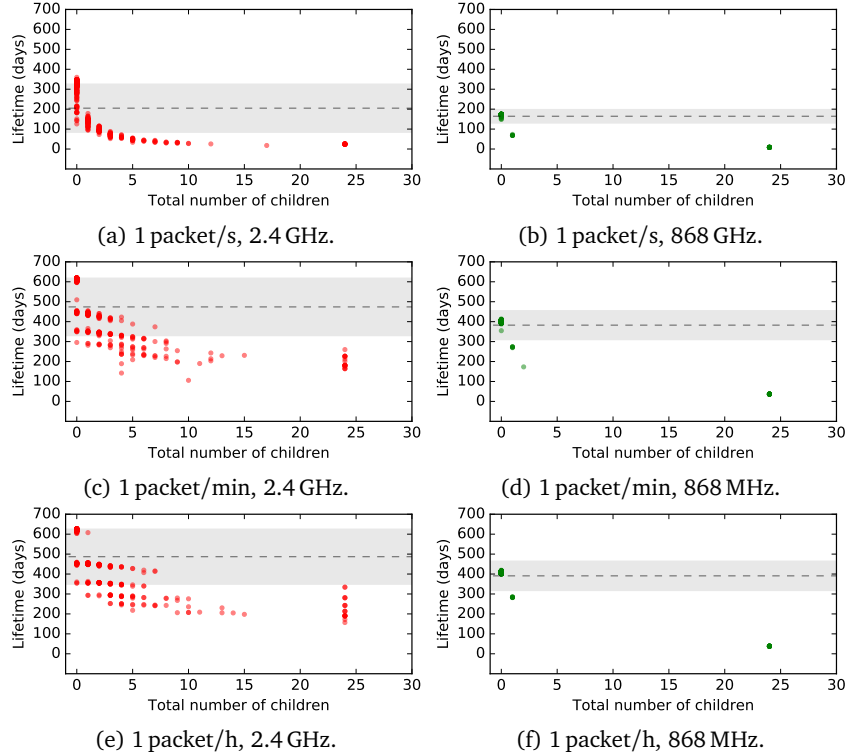 700
600
500
400
300
200
100
0
Lifetime (days)
0 5 10 15 20 25 30
Total number of children
(a) 1 packet/s, 2.4 GHz.
700
600
500
400
300
200
100
0
Lifetime (days)
0 5 10 15 20 25 30
Total number of children
(b) 1 packet/s, 868 GHz.
700
600
500
400
300
200
100
0
Lifetime (days)
0 5 10 15 20 25 30
Total number of children
(c) 1 packet/min, 2.4 GHz.
700
600
500
400
300
200
100
0
Lifetime (days)
0 5 10 15 20 25 30
Total number of children
(d) 1 packet/min, 868 MHz.
700
600
500
400
300
200
100
0
Lifetime (days)
0 5 10 15 20 25 30
Total number of children
(e) 1 packet/h, 2.4 GHz.
700
600
500
400
300
200
100
0
Lifetime (days)
0 5 10 15 20 25 30
Total number of children
(f) 1 packet/h, 868 MHz.